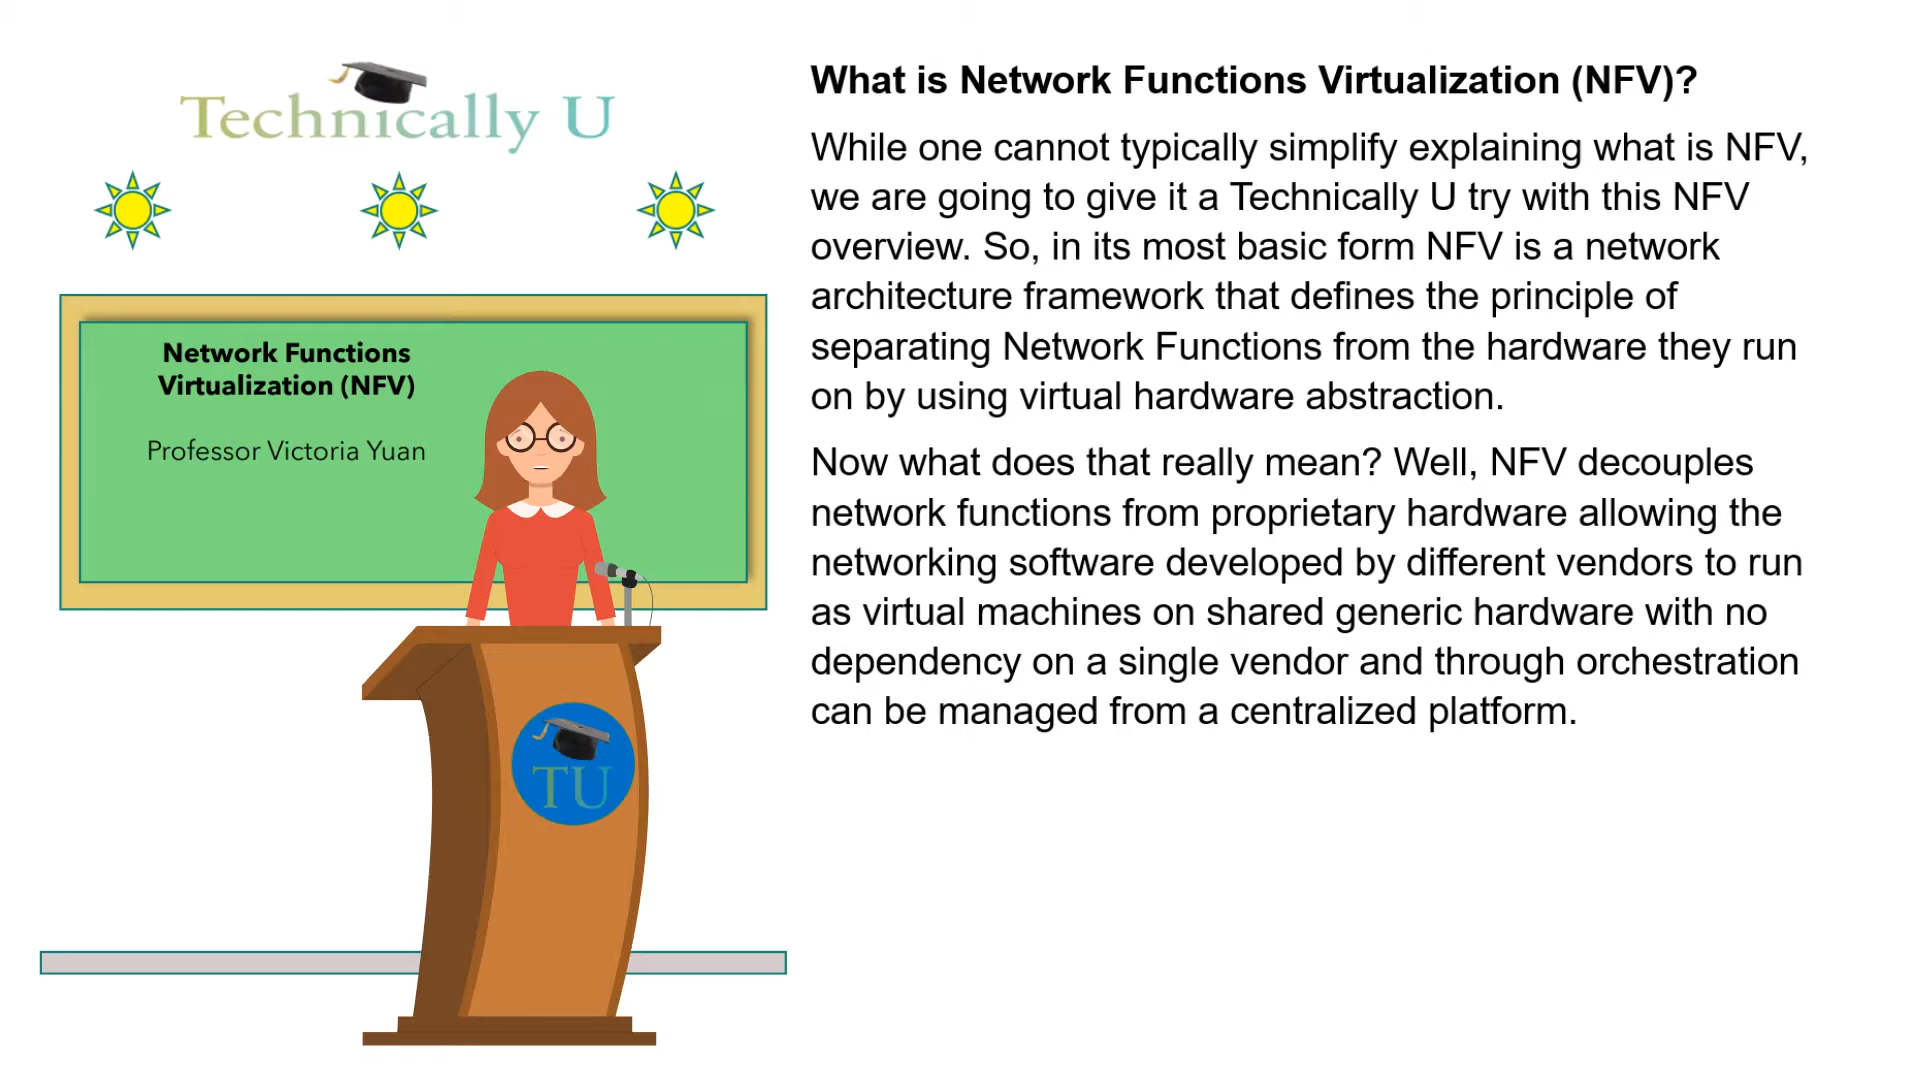 Technically U
Network Functions
Virtualization (NFV)
Professor Victoria Yuan
TU
What is Network Functions Virtualization (NFV)?
While one cannot typically simplify explaining what is NFV,
we are going to give it a Technically U try with this NFV
overview. So, in its most basic form NFV is a network
architecture framework that defines the principle of
separating Network Functions from the hardware they run
on by using virtual hardware abstraction.
Now what does that really mean? Well, NFV decouples
network functions from proprietary hardware allowing the
networking software developed by different vendors to run
as virtual machines on shared generic hardware with no
dependency on a single vendor and through orchestration
can be managed from a centralized platform.